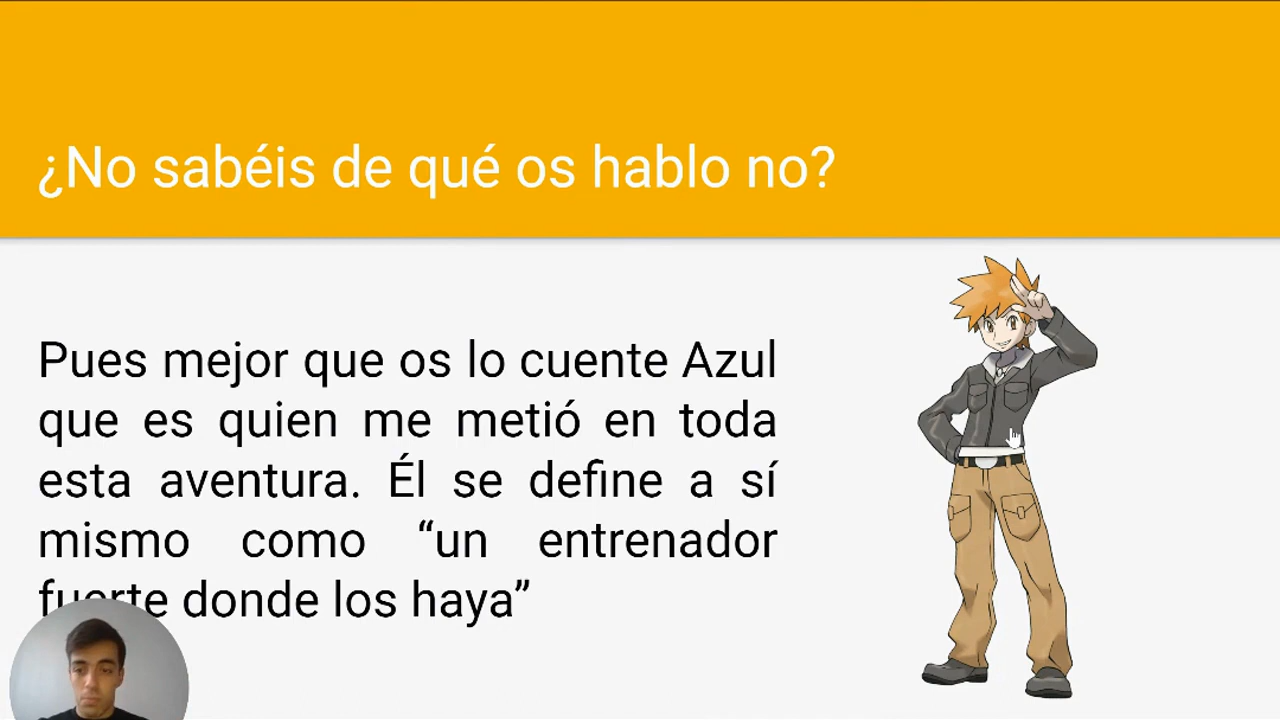 ¿No sabéis de qué os hablo no?
Pues mejor que os lo cuente Azul
que es quien me metió en toda
esta aventura. Él se define a sí
mismo como “un entrenador
fuerte donde los haya”